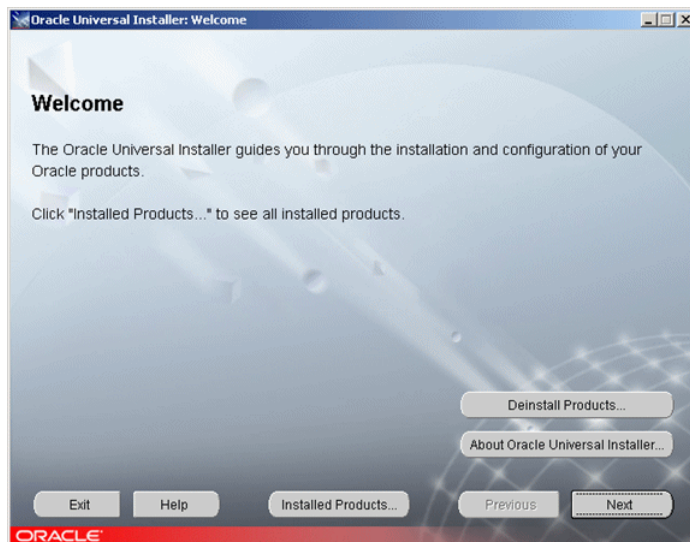 Oracle Universal Installer: Welcome
Welcome
The Oracle Universal Installer guides you through the installation and configuration of your
Oracle products.
Click "Installed Products..." to see all installed products.
Deinstall Products...
About Oracle Universal Installer...
Exit
Help
Installed Products...
Previous
Next
ORACLE